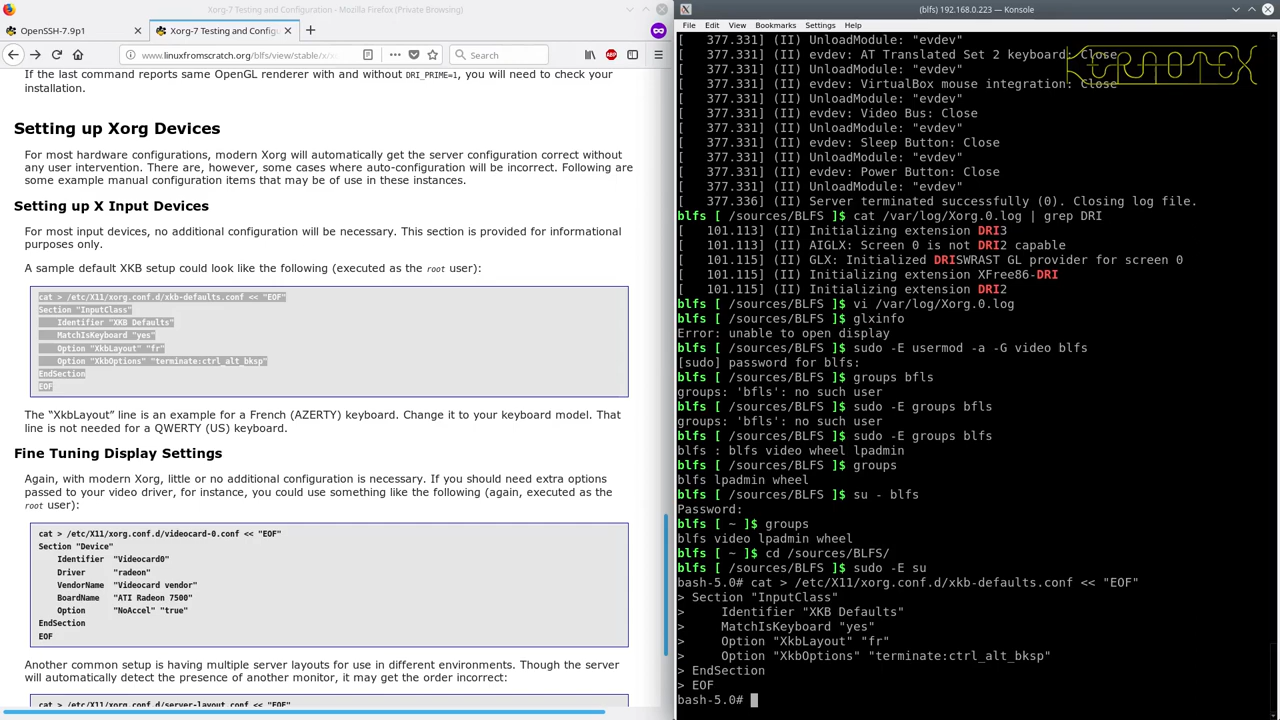 Xorg-7 Testing and Configuration - Mozilla Firefox (Private Browsing)
OpenSSH-7.9p1
Xorg-7 Testing and Config
www.linuxfromscratch.org/blfs/view/stable/x/x
Search
If the last command reports same OpenGL renderer with and without DRI_PRIME=1, you will need to check your
installation.
Setting up Xorg Devices
For most hardware configurations, modern Xorg will automatically get the server configuration correct without
any user intervention. There are, however, some cases where auto-configuration will be incorrect. Following are
some example manual configuration items that may be of use in these instances.
Setting up X Input Devices
For most input devices, no additional configuration will be necessary. This section is provided for informational
purposes only.
A sample default XKB setup could look like the following (executed as the root user):
cat > /etc/X11/xorg.conf.d/xkb-defaults.conf << "EOF"
Section "InputClass"
    Identifier "XKB Defaults"
    MatchIsKeyboard "yes"
    Option "XkbLayout" "fr"
    Option "XkbOptions" "terminate:ctrl_alt_bksp"
EndSection
EOF
The “XkbLayout” line is an example for a French (AZERTY) keyboard. Change it to your keyboard model. That
line is not needed for a QWERTY (US) keyboard.
Fine Tuning Display Settings
Again, with modern Xorg, little or no additional configuration is necessary. If you should need extra options
passed to your video driver, for instance, you could use something like the following (again, executed as the
root user):
cat > /etc/X11/xorg.conf.d/videocard-0.conf << "EOF"
Section "Device"
    Identifier  "Videocard0"
    Driver      "radeon"
    VendorName  "Videocard vendor"
    BoardName   "ATI Radeon 7500"
    Option      "NoAccel" "true"
EndSection
EOF
Another common setup is having multiple server layouts for use in different environments. Though the server
will automatically detect the presence of another monitor, it may get the order incorrect:
cat > /etc/X11/xorg.conf.d/server-layout.conf << "EOF"
(blfs) 192.168.0.223 — Konsole
File Edit View Bookmarks Settings Help
[   377.331] (II) UnloadModule: "evdev"
[   377.331] (II) evdev: AT Translated Set 2 keyboard: Close
[   377.331] (II) UnloadModule: "evdev"
[   377.331] (II) evdev: VirtualBox mouse integration: Close
[   377.331] (II) UnloadModule: "evdev"
[   377.331] (II) evdev: Video Bus: Close
[   377.331] (II) UnloadModule: "evdev"
[   377.331] (II) evdev: Sleep Button: Close
[   377.331] (II) UnloadModule: "evdev"
[   377.331] (II) evdev: Power Button: Close
[   377.331] (II) UnloadModule: "evdev"
[   377.336] (II) Server terminated successfully (0). Closing log file.
blfs [ /sources/BLFS ]$ cat /var/log/Xorg.0.log | grep DRI
[   101.113] (II) Initializing extension DRI3
[   101.113] (II) AIGLX: Screen 0 is not DRI2 capable
[   101.115] (II) GLX: Initialized DRISWRAST GL provider for screen 0
[   101.115] (II) Initializing extension XFree86-DRI
[   101.115] (II) Initializing extension DRI2
blfs [ /sources/BLFS ]$ vi /var/log/Xorg.0.log
blfs [ /sources/BLFS ]$ glxinfo
Error: unable to open display
blfs [ /sources/BLFS ]$ sudo -E usermod -a -G video blfs
[sudo] password for blfs:
blfs [ /sources/BLFS ]$ groups bfls
groups: 'bfls': no such user
blfs [ /sources/BLFS ]$ sudo -E groups bfls
groups: 'bfls': no such user
blfs [ /sources/BLFS ]$ sudo -E groups blfs
blfs : blfs video wheel lpadmin
blfs [ /sources/BLFS ]$ groups
blfs lpadmin wheel
blfs [ /sources/BLFS ]$ su - blfs
Password:
blfs [ ~ ]$ groups
blfs video lpadmin wheel
blfs [ ~ ]$ cd /sources/BLFS/
blfs [ /sources/BLFS ]$ sudo -E su
bash-5.0# cat > /etc/X11/xorg.conf.d/xkb-defaults.conf << "EOF"
> Section "InputClass"
>     Identifier "XKB Defaults"
>     MatchIsKeyboard "yes"
>     Option "XkbLayout" "fr"
>     Option "XkbOptions" "terminate:ctrl_alt_bksp"
> EndSection
> EOF
bash-5.0#